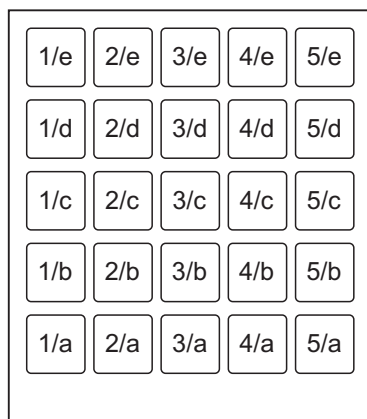 1/e 2/e 3/e 4/e 5/e
1/d 2/d 3/d 4/d 5/d
1/c 2/c 3/c 4/c 5/c
1/b 2/b 3/b 4/b 5/b
1/a 2/a 3/a 4/a 5/a